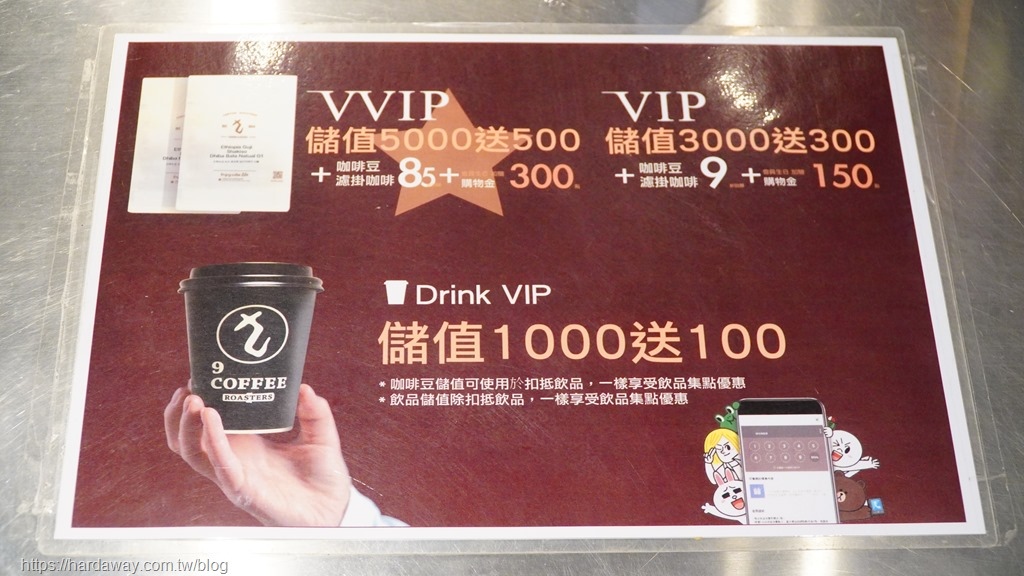 VVIP
儲值5000送500
+ 咖啡豆 濾掛咖啡 85 + 購物金 300
VIP
儲值3000送300
+ 咖啡豆 濾掛咖啡 9 + 購物金 150
Drink VIP
儲值1000送100
* 咖啡豆儲值可使用於扣抵飲品，一樣享受飲品集點優惠
* 飲品儲值除扣抵飲品，一樣享受飲品集點優惠
9
COFFEE
ROASTERS
https://hardaway.com.tw/blog